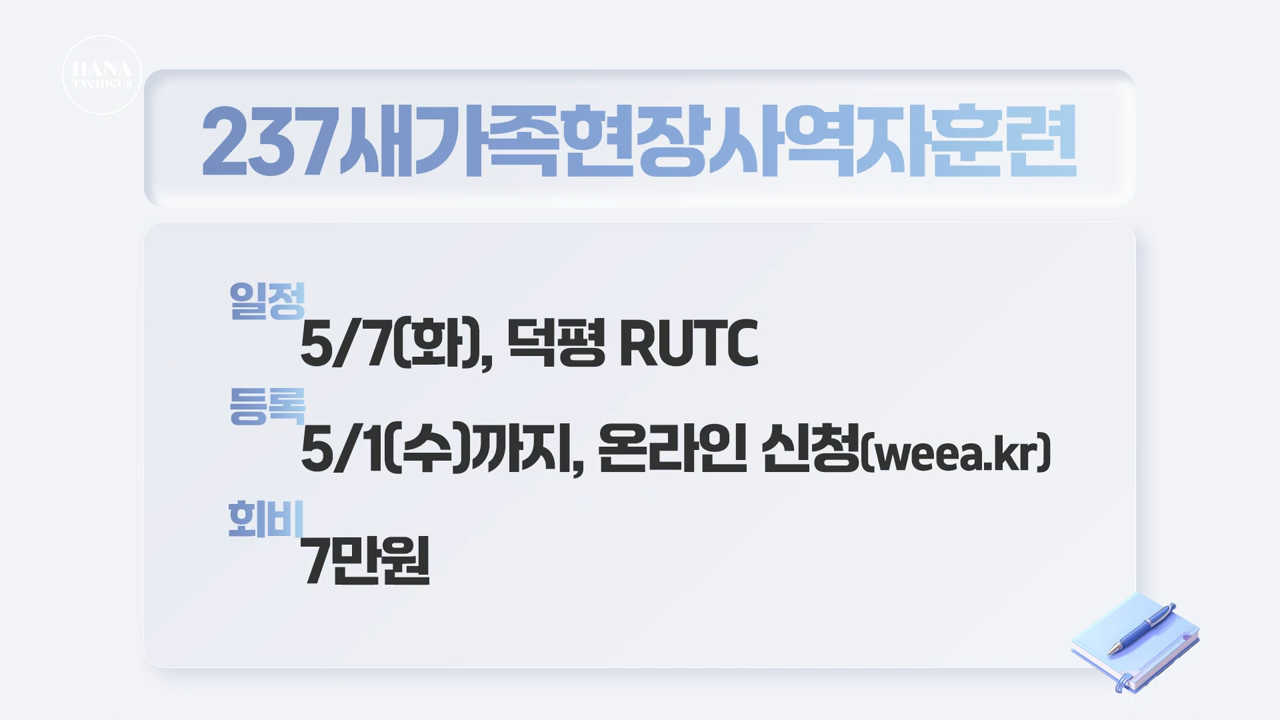 HANA
TYCHICUS
237새가족현장사역자훈련
일정
5/7(화), 덕평 RUTC
등록
5/1(수)까지, 온라인 신청(weea.kr)
회비
7만원